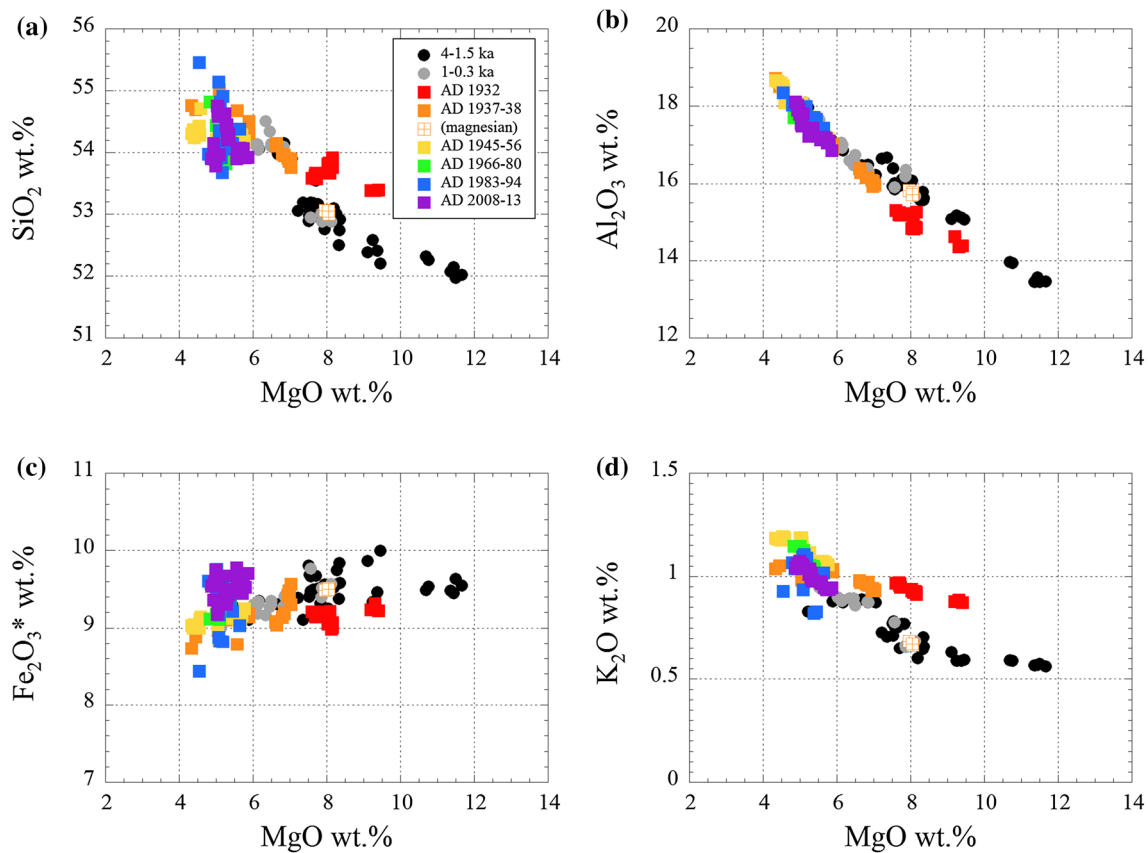 (a)
56
55
54
53
52
51
SiO2 wt.%
2
4
6
8
10
12
14
MgO wt.%
4-1.5 ka
1-0.3 ka
AD 1932
AD 1937-38
(magnesian)
AD 1945-56
AD 1966-80
AD 1983-94
AD 2008-13
(b)
20
18
16
14
12
Al2O3 wt.%
2
4
6
8
10
12
14
MgO wt.%
(c)
11
10
9
8
7
Fe2O3* wt.%
2
4
6
8
10
12
14
MgO wt.%
(d)
1.5
1
0.5
0
K2O wt.%
2
4
6
8
10
12
14
MgO wt.%